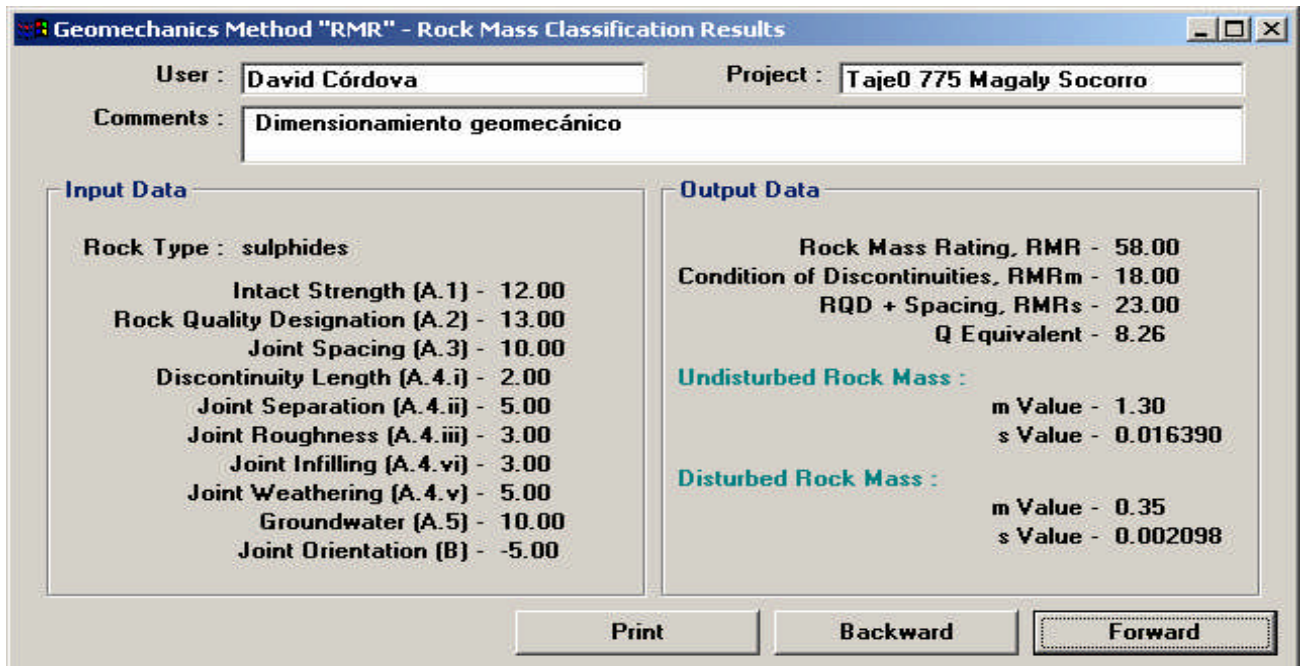 Geomechanics Method "RMR" - Rock Mass Classification Results
User : David Córdova
Project : Taje0 775 Magaly Socorro
Comments : Dimensionamiento geomecánico
Input Data
Rock Type : sulphides
Intact Strength (A.1) - 12.00
Rock Quality Designation (A.2) - 13.00
Joint Spacing (A.3) - 10.00
Discontinuity Length (A.4.i) - 2.00
Joint Separation (A.4.ii) - 5.00
Joint Roughness (A.4.iii) - 3.00
Joint Infilling (A.4.vi) - 3.00
Joint Weathering (A.4.v) - 5.00
Groundwater (A.5) - 10.00
Joint Orientation (B) - -5.00
Output Data
Rock Mass Rating, RMR - 58.00
Condition of Discontinuities, RMRm - 18.00
RQD + Spacing, RMRs - 23.00
Q Equivalent - 8.26
Undisturbed Rock Mass :
m Value - 1.30
s Value - 0.016390
Disturbed Rock Mass :
m Value - 0.35
s Value - 0.002098
Print
Backward
Forward